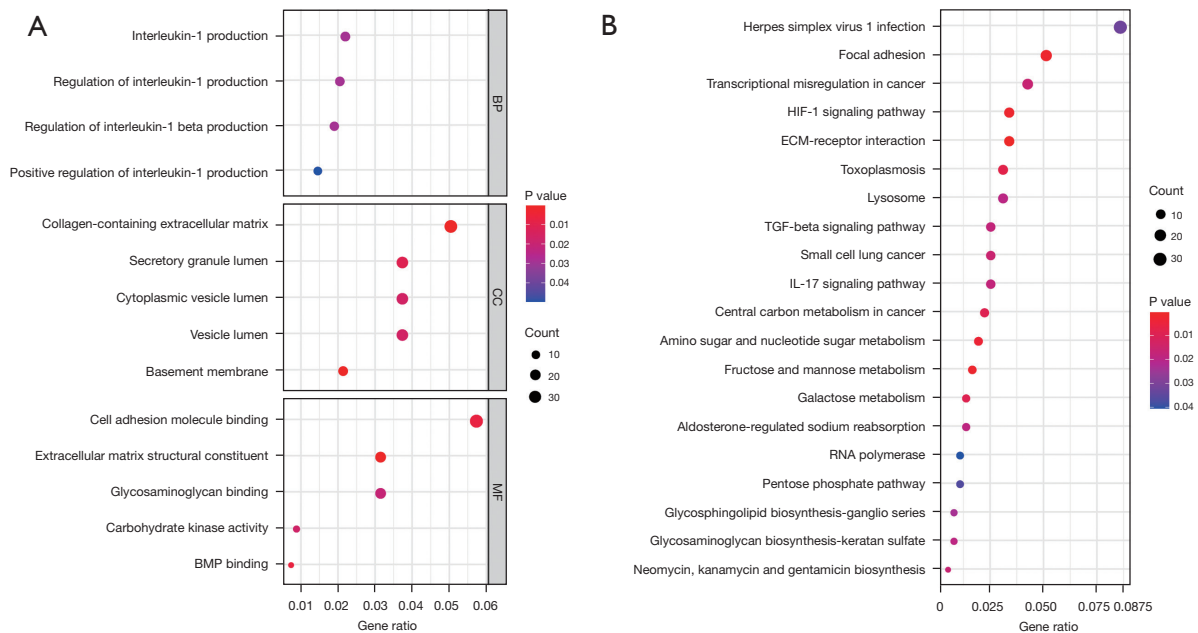 A
Interleukin-1 production
Regulation of interleukin-1 production
Regulation of interleukin-1 beta production
Positive regulation of interleukin-1 production
BP
Collagen-containing extracellular matrix
Secretory granule lumen
Cytoplasmic vesicle lumen
Vesicle lumen
Basement membrane
CC
Cell adhesion molecule binding
Extracellular matrix structural constituent
Glycosaminoglycan binding
Carbohydrate kinase activity
BMP binding
MF
0.01 0.02 0.03 0.04 0.05 0.06
Gene ratio
P value
0.01
0.02
0.03
0.04
Count
10
20
30
B
Herpes simplex virus 1 infection
Focal adhesion
Transcriptional misregulation in cancer
HIF-1 signaling pathway
ECM-receptor interaction
Toxoplasmosis
Lysosome
TGF-beta signaling pathway
Small cell lung cancer
IL-17 signaling pathway
Central carbon metabolism in cancer
Amino sugar and nucleotide sugar metabolism
Fructose and mannose metabolism
Galactose metabolism
Aldosterone-regulated sodium reabsorption
RNA polymerase
Pentose phosphate pathway
Glycosphingolipid biosynthesis-ganglio series
Glycosaminoglycan biosynthesis-keratan sulfate
Neomycin, kanamycin and gentamicin biosynthesis
0 0.025 0.050 0.075 0.0875
Gene ratio
Count
10
20
30
P value
0.01
0.02
0.03
0.04